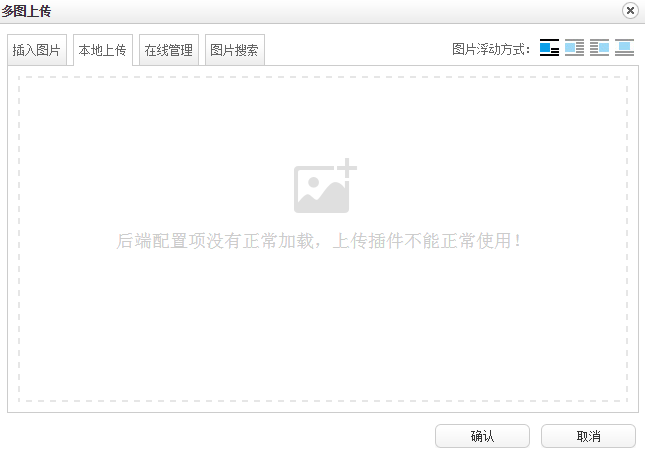 多图上传
插入图片 本地上传 在线管理 图片搜索 图片浮动方式：
后端配置项没有正常加载，上传插件不能正常使用！
确认 取消